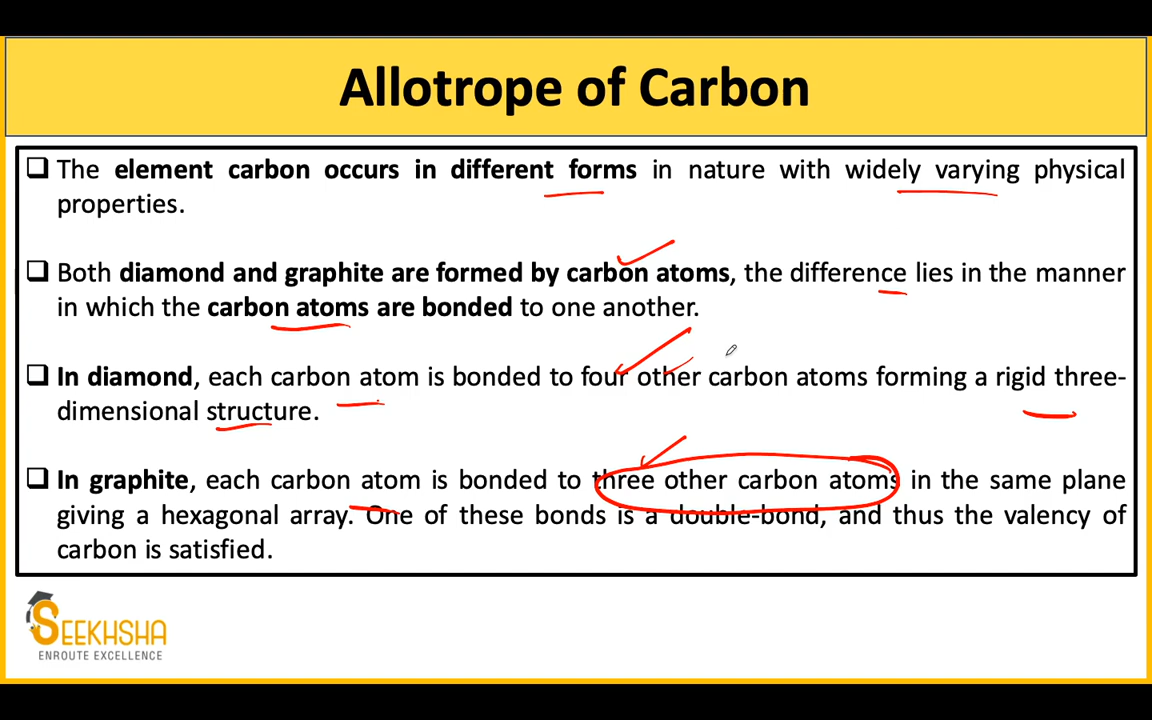 Allotrope of Carbon
The element carbon occurs in different forms in nature with widely varying physical
properties.
Both diamond and graphite are formed by carbon atoms, the difference lies in the manner
in which the carbon atoms are bonded to one another.
In diamond, each carbon atom is bonded to four other carbon atoms forming a rigid three-
dimensional structure.
In graphite, each carbon atom is bonded to three other carbon atoms in the same plane
giving a hexagonal array. One of these bonds is a double-bond, and thus the valency of
carbon is satisfied.
SEEKHSHA
ENROUTE EXCELLENCE